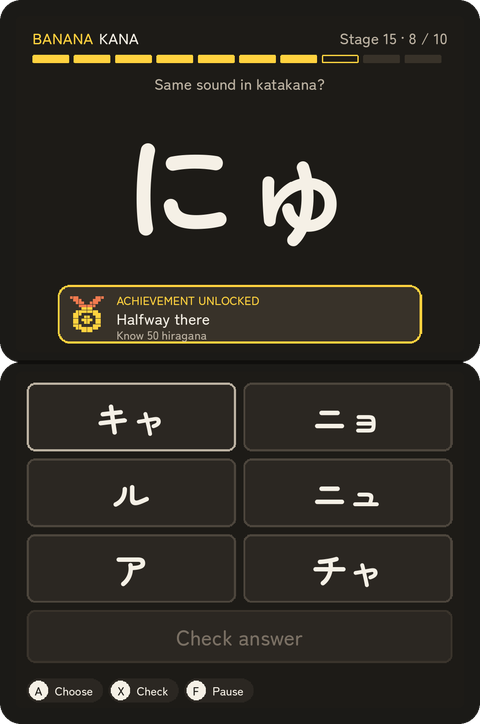 BANANA KANA
Stage 15 · 8 / 10
Same sound in katakana?
にゅ
ACHIEVEMENT UNLOCKED
Halfway there
Know 50 hiragana
キャ
ニョ
ル
ニュ
ア
チャ
Check answer
A Choose
X Check
F Pause